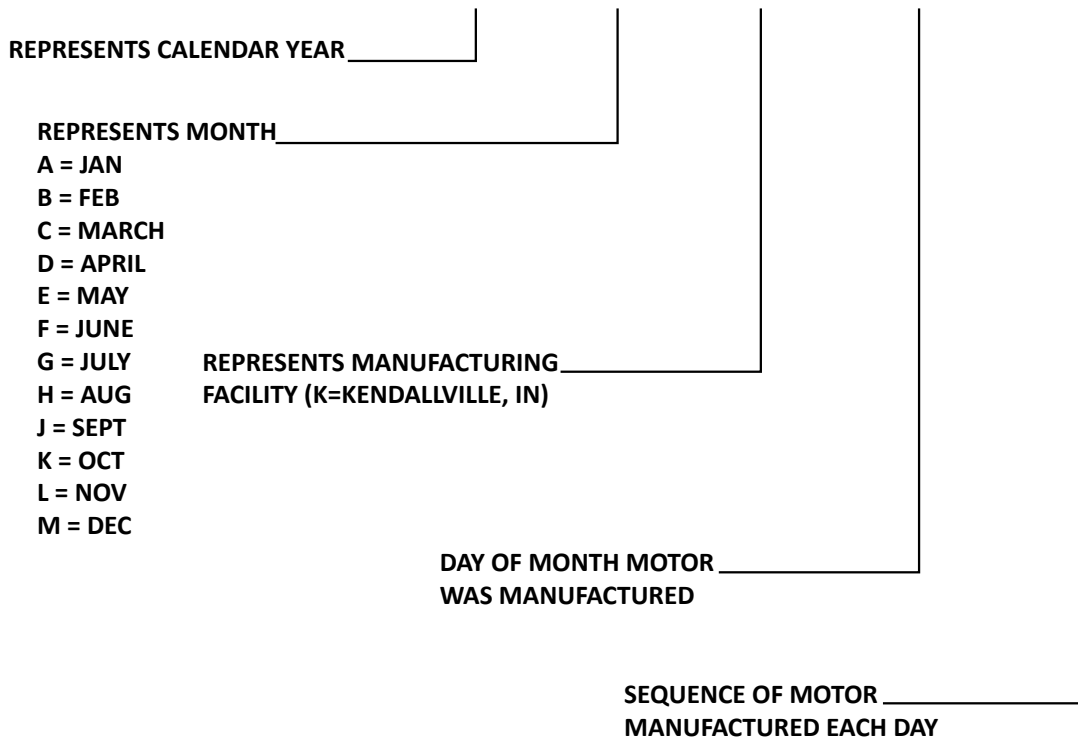 REPRESENTS CALENDAR YEAR
REPRESENTS MONTH
A = JAN
B = FEB
C = MARCH
D = APRIL
E = MAY
F = JUNE
G = JULY
H = AUG
J = SEPT
K = OCT
L = NOV
M = DEC
REPRESENTS MANUFACTURING
FACILITY (K=KENDALLVILLE, IN)
DAY OF MONTH MOTOR
WAS MANUFACTURED
SEQUENCE OF MOTOR
MANUFACTURED EACH DAY